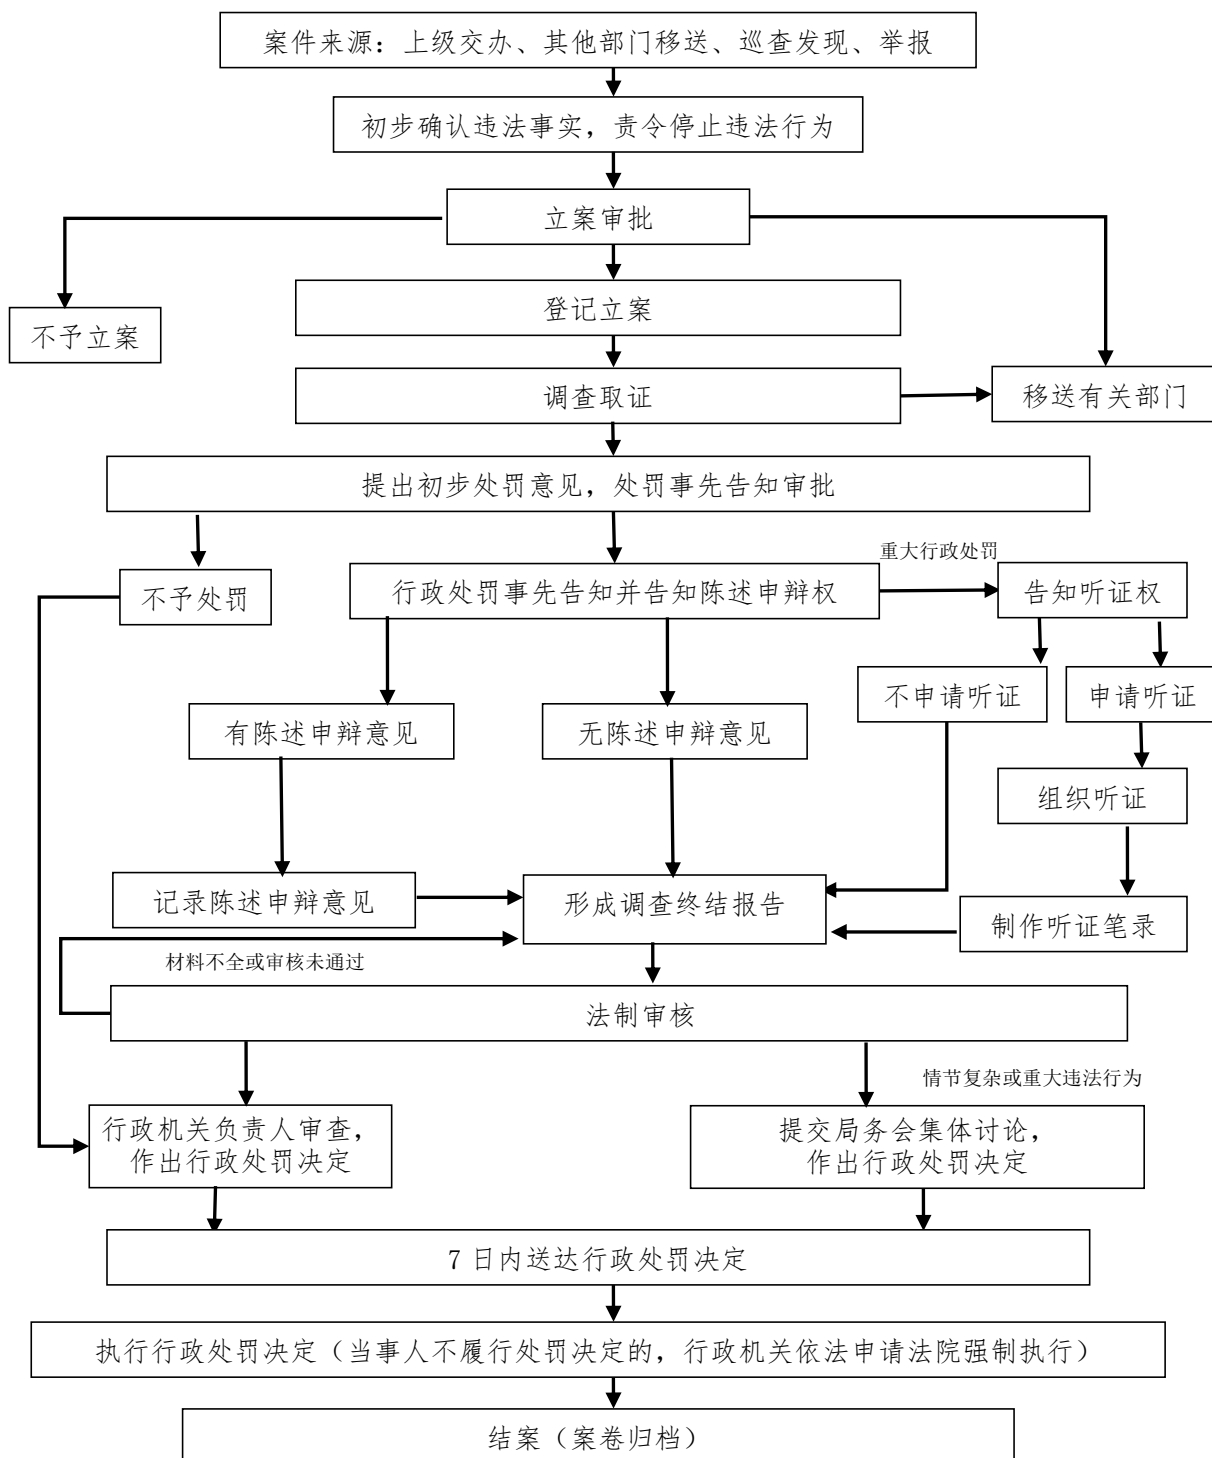 案件来源：上级交办、其他部门移送、巡查发现、举报
初步确认违法事实，责令停止违法行为
立案审批
登记立案
不予立案
调查取证
移送有关部门
提出初步处罚意见，处罚事先告知审批
重大行政处罚
不予处罚
行政处罚事先告知并告知陈述申辩权
告知听证权
不申请听证
申请听证
有陈述申辩意见
无陈述申辩意见
组织听证
记录陈述申辩意见
形成调查终结报告
制作听证笔录
材料不全或审核未通过
法制审核
情节复杂或重大违法行为
行政机关负责人审查，
作出行政处罚决定
提交局务会集体讨论，
作出行政处罚决定
7 日内送达行政处罚决定
执行行政处罚决定（当事人不履行处罚决定的，行政机关依法申请法院强制执行）
结案（案卷归档）